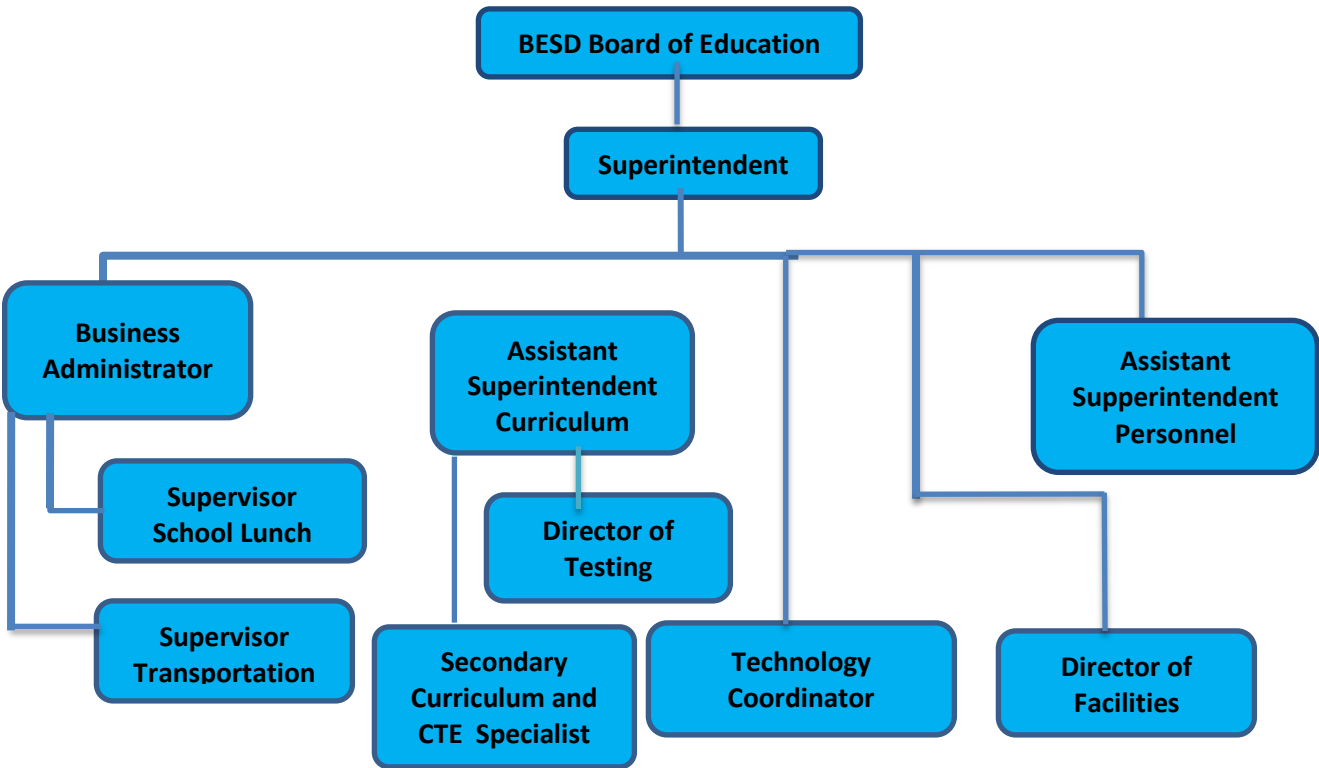 BESD Board of Education
Superintendent
Business
Administrator
Assistant
Superintendent
Curriculum
Assistant
Supperintendent
Personnel
Supervisor
School Lunch
Director of
Testing
Supervisor
Transportation
Secondary
Curriculum and
CTE Specialist
Technology
Coordinator
Director of
Facilities